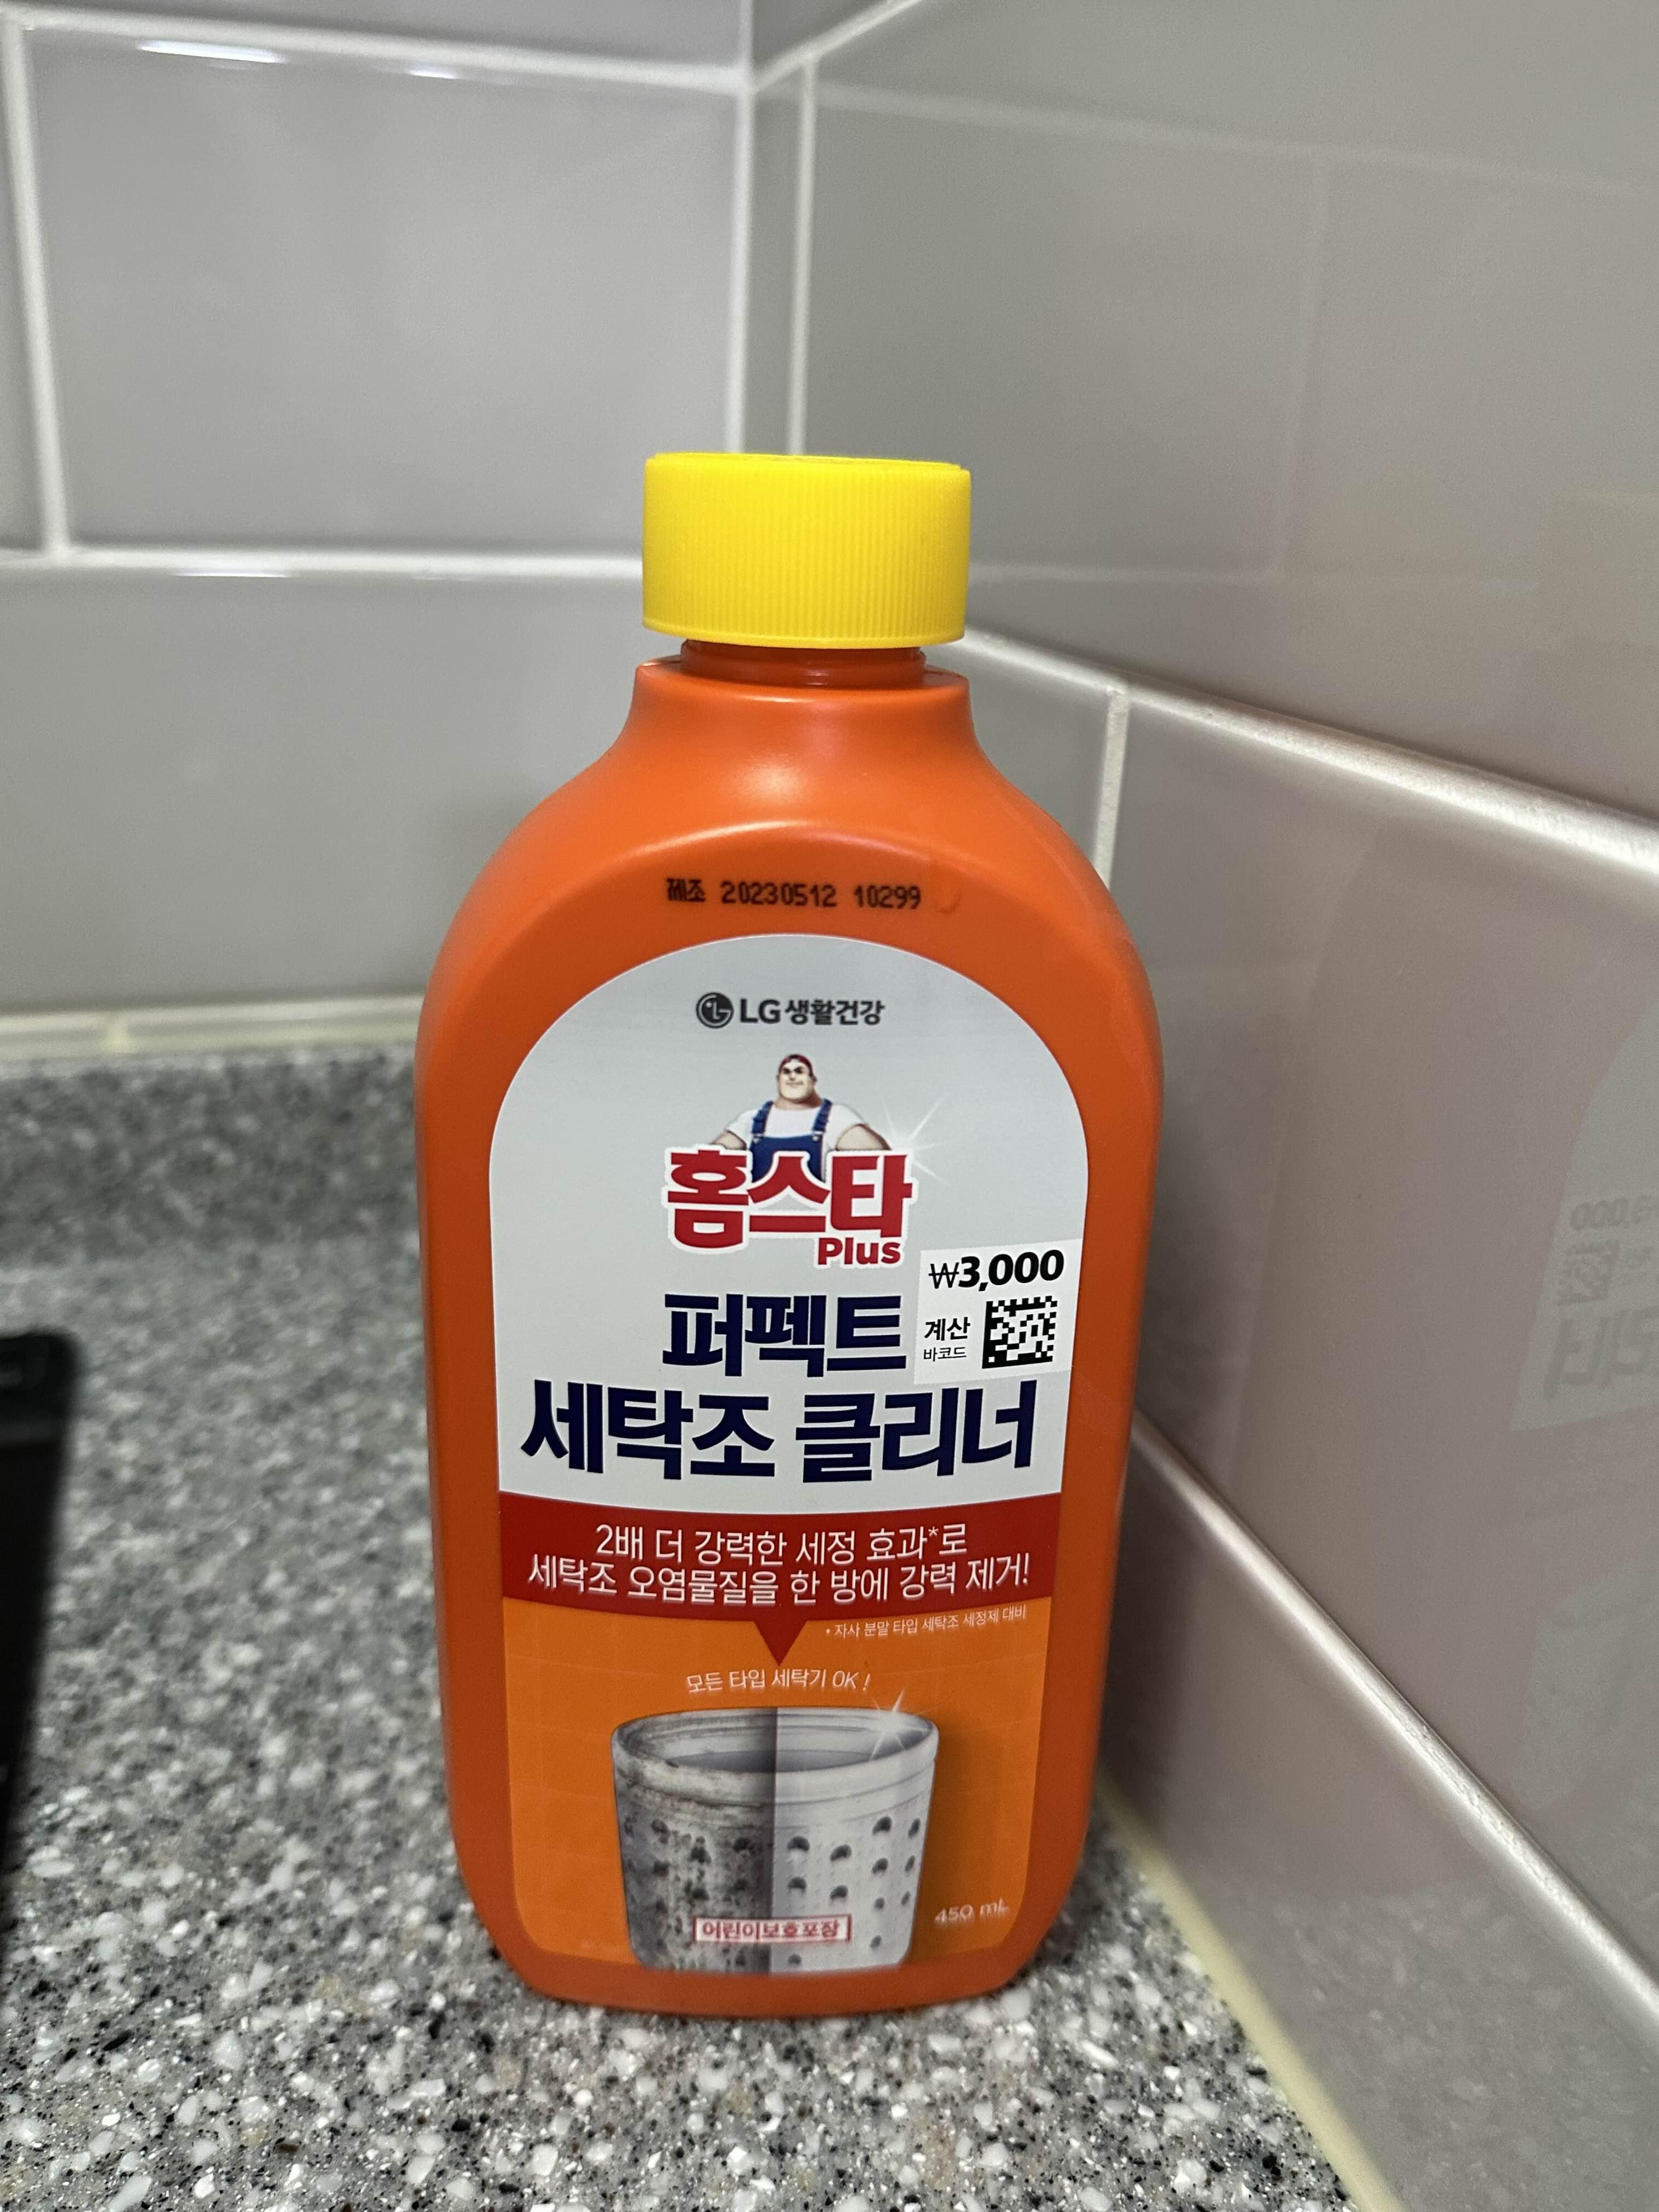 제조 20230512 10299
LG생활건강
홈스타
Plus
₩3,000
계산
바코드
퍼펙트
세탁조 클리너
2배 더 강력한 세정 효과*로
세탁조 오염물질을 한 방에 강력 제거!
* 자사 분말 타입 세탁조 세정제 대비
모든 타입 세탁기 OK !
어린이보호포장
450 mL